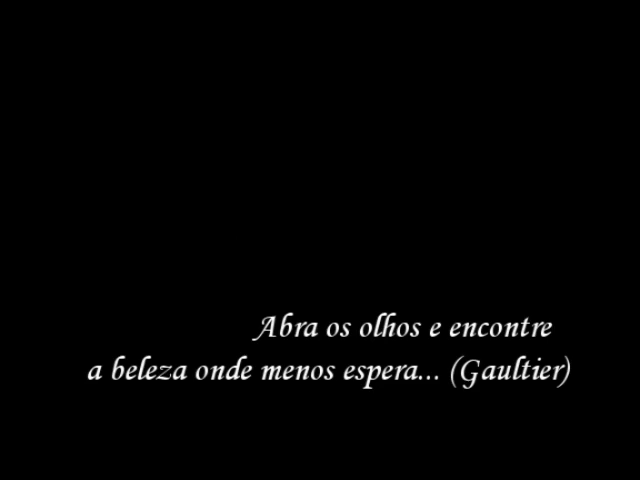 Abra os olhos e encontre
a beleza onde menos espera... (Gaultier)